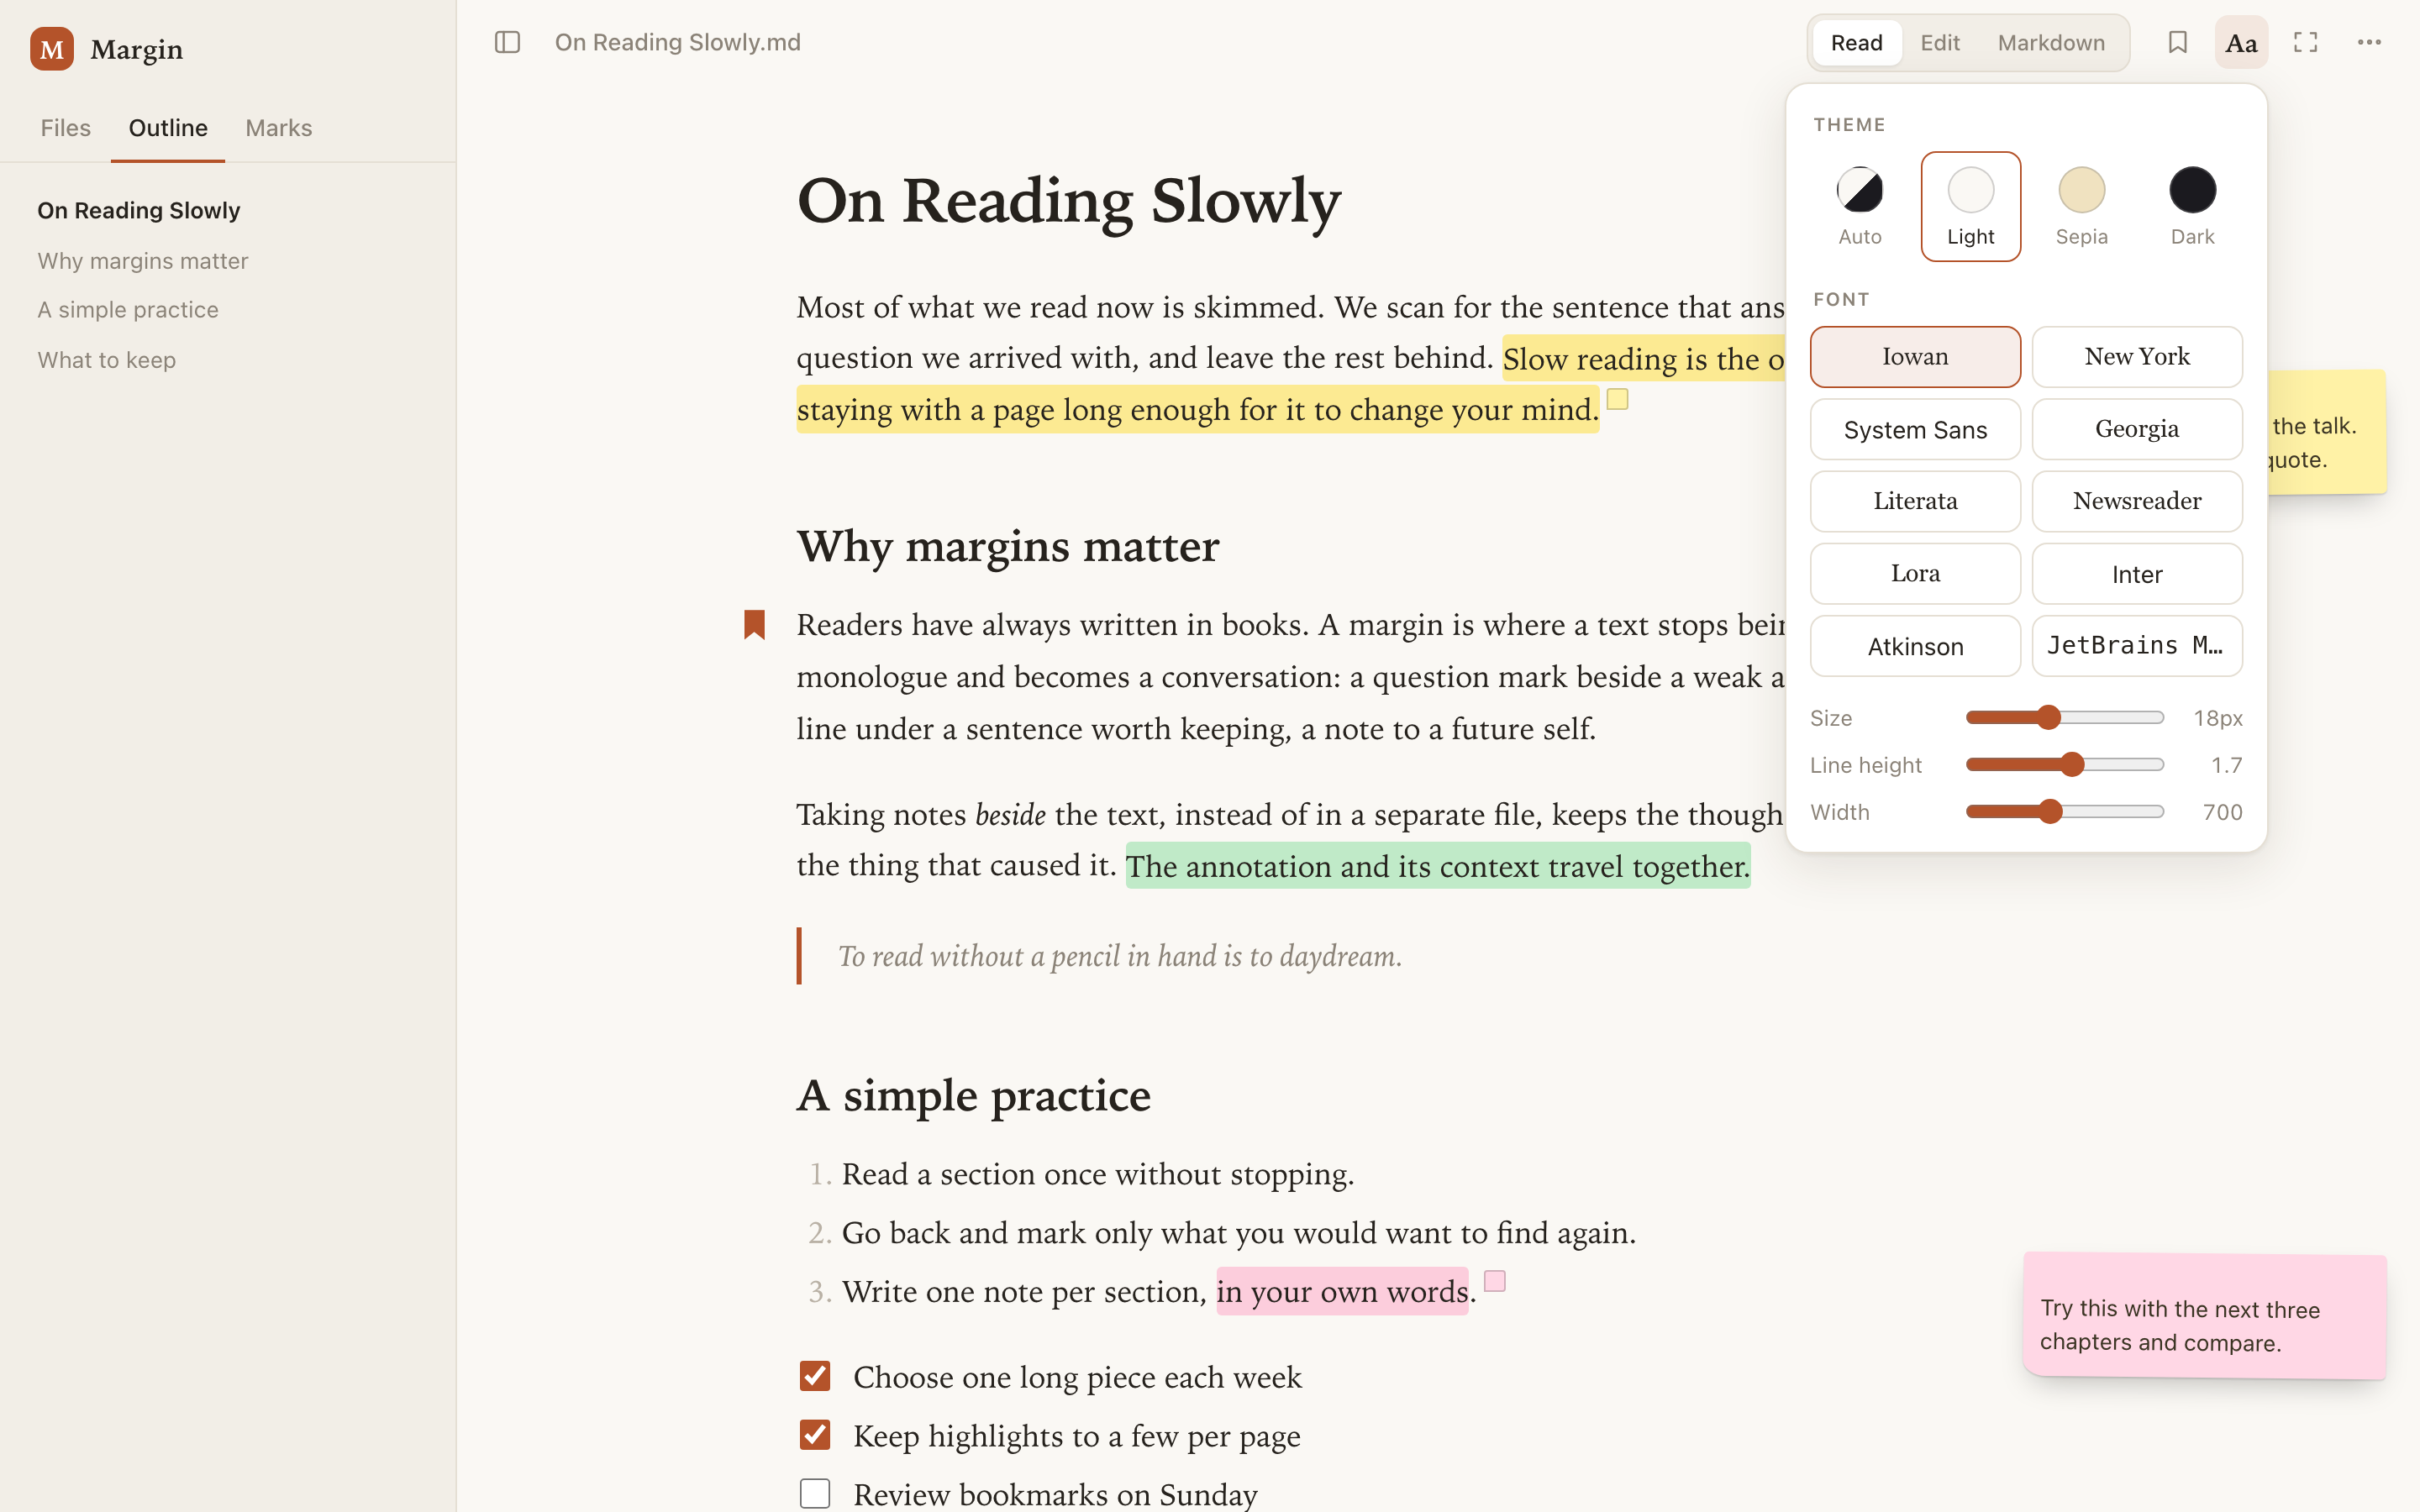 M Margin
Files Outline Marks
On Reading Slowly
Why margins matter
A simple practice
What to keep
On Reading Slowly.md
Read Edit Markdown
Aa
THEME
Auto Light Sepia Dark
FONT
Iowan New York
System Sans Georgia
Literata Newsreader
Lora Inter
Atkinson JetBrains M…
Size 18px
Line height 1.7
Width 700
On Reading Slowly
Most of what we read now is skimmed. We scan for the sentence that
question we arrived with, and leave the rest behind. Slow reading is the
staying with a page long enough for it to change your mind.
the talk.
quote.
Why margins matter
Readers have always written in books. A margin is where a text stops
monologue and becomes a conversation: a question mark beside a weak
line under a sentence worth keeping, a note to a future self.
Taking notes beside the text, instead of in a separate file, keeps the
the thing that caused it. The annotation and its context travel together.
To read without a pencil in hand is to daydream.
A simple practice
1. Read a section once without stopping.
2. Go back and mark only what you would want to find again.
3. Write one note per section, in your own words.
Try this with the next three
chapters and compare.
Choose one long piece each week
Keep highlights to a few per page
Review bookmarks on Sunday